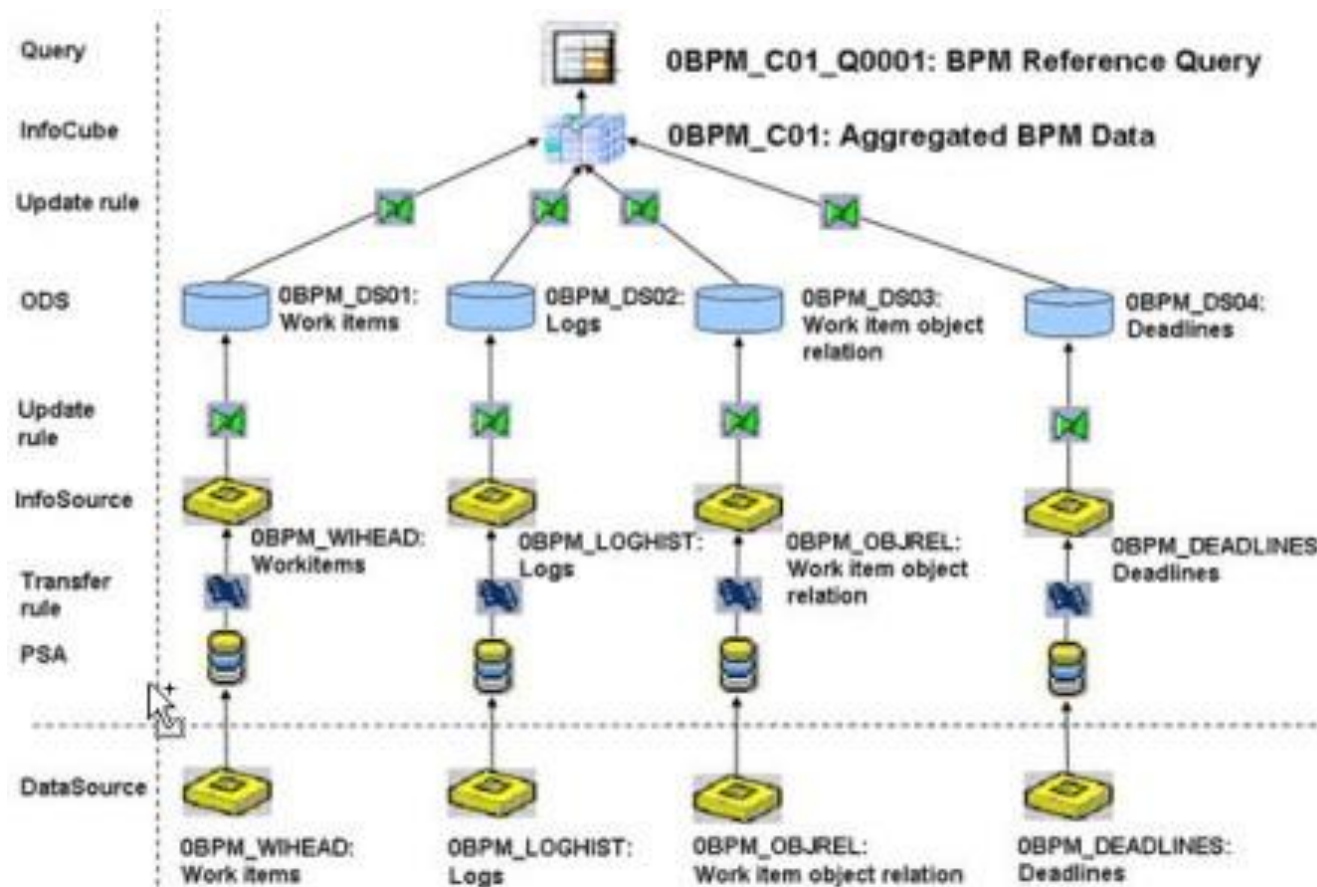 Query
0BPM_C01_Q0001: BPM Reference Query
InfoCube
0BPM_C01: Aggregated BPM Data
Update rule
ODS
0BPM_DS01:
Work items
0BPM_DS02:
Logs
0BPM_DS03:
Work item object
relation
0BPM_DS04:
Deadlines
Update
rule
InfoSource
0BPM_WIHEAD:
Workitems
0BPM_LOGHIST:
Logs
0BPM_OBJREL:
Work item object
relation
0BPM_DEADLINES
Deadlines
Transfer
rule
PSA
DataSource
0BPM_WIHEAD:
Work items
0BPM_LOGHIST:
Logs
0BPM_OBJREL:
Work item object relation
0BPM_DEADLINES:
Deadlines